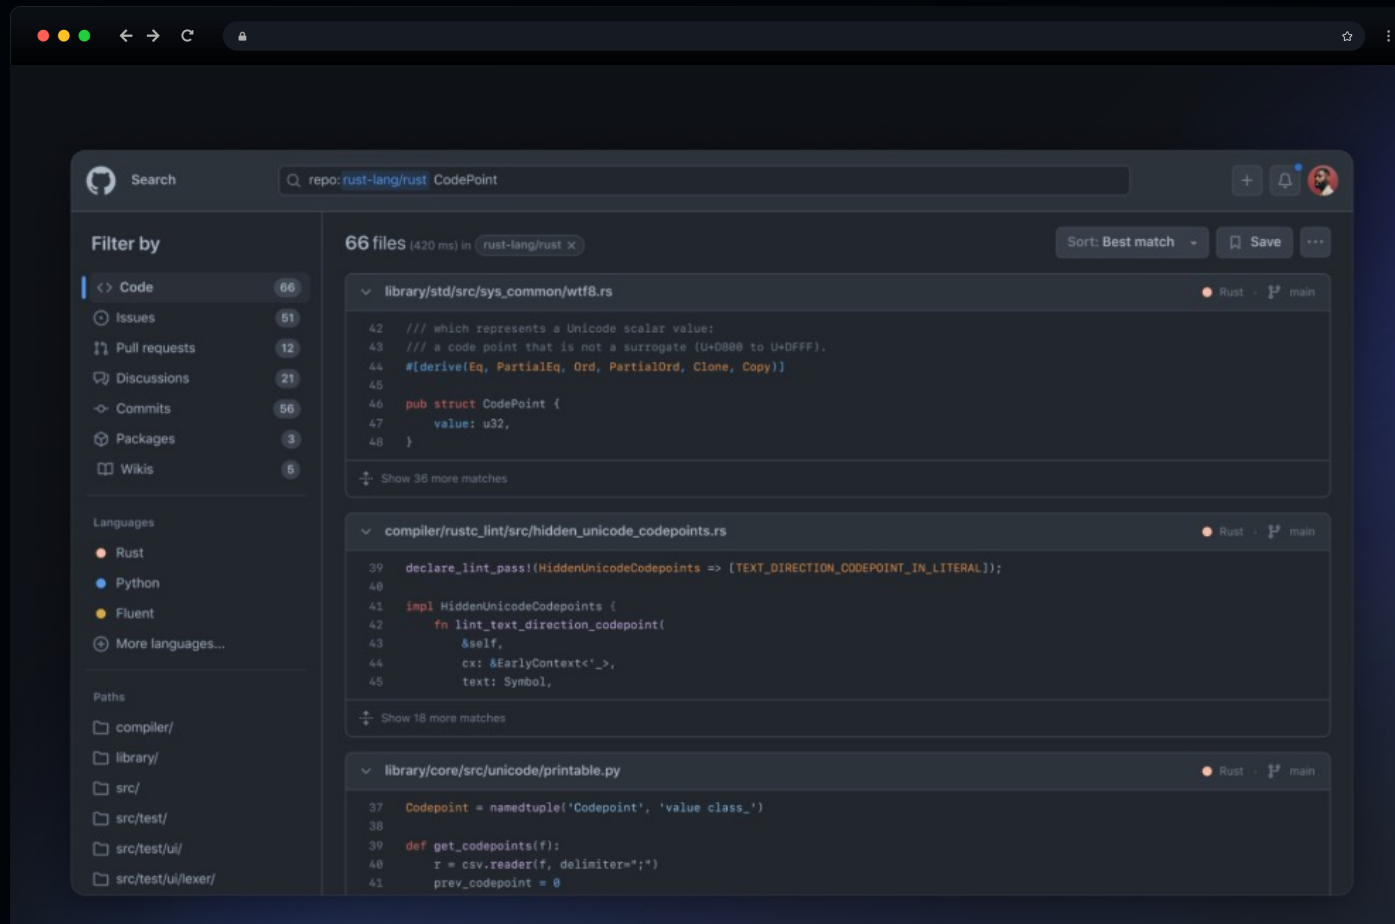 Search
repo:rust-lang/rust CodePoint
Filter by
Code 66
Issues 51
Pull requests 12
Discussions 21
Commits 56
Packages 3
Wikis 5
Languages
Rust
Python
Fluent
More languages...
Paths
compiler/
library/
src/
src/test/
src/test/ui/
src/test/ui/lexer/
66 files (420 ms) in rust-lang/rust ×
Sort: Best match
Save
library/std/src/sys_common/wtf8.rs
Rust · main
42 /// which represents a Unicode scalar value:
43 /// a code point that is not a surrogate (U+D800 to U+DFFF).
44 #[derive(Eq, PartialEq, Ord, PartialOrd, Clone, Copy)]
45
46 pub struct CodePoint {
47 value: u32,
48 }
Show 36 more matches
compiler/rustc_lint/src/hidden_unicode_codepoints.rs
Rust · main
39 declare_lint_pass!(HiddenUnicodeCodepoints => [TEXT_DIRECTION_CODEPOINT_IN_LITERAL]);
40
41 impl HiddenUnicodeCodepoints {
42 fn lint_text_direction_codepoint(
43 &self,
44 cx: &EarlyContext<'_>,
45 text: Symbol,
Show 18 more matches
library/core/src/unicode/printable.py
Rust · main
37 Codepoint = namedtuple('Codepoint', 'value class_')
38
39 def get_codepoints(f):
40 r = csv.reader(f, delimiter=";")
41 prev_codepoint = 0